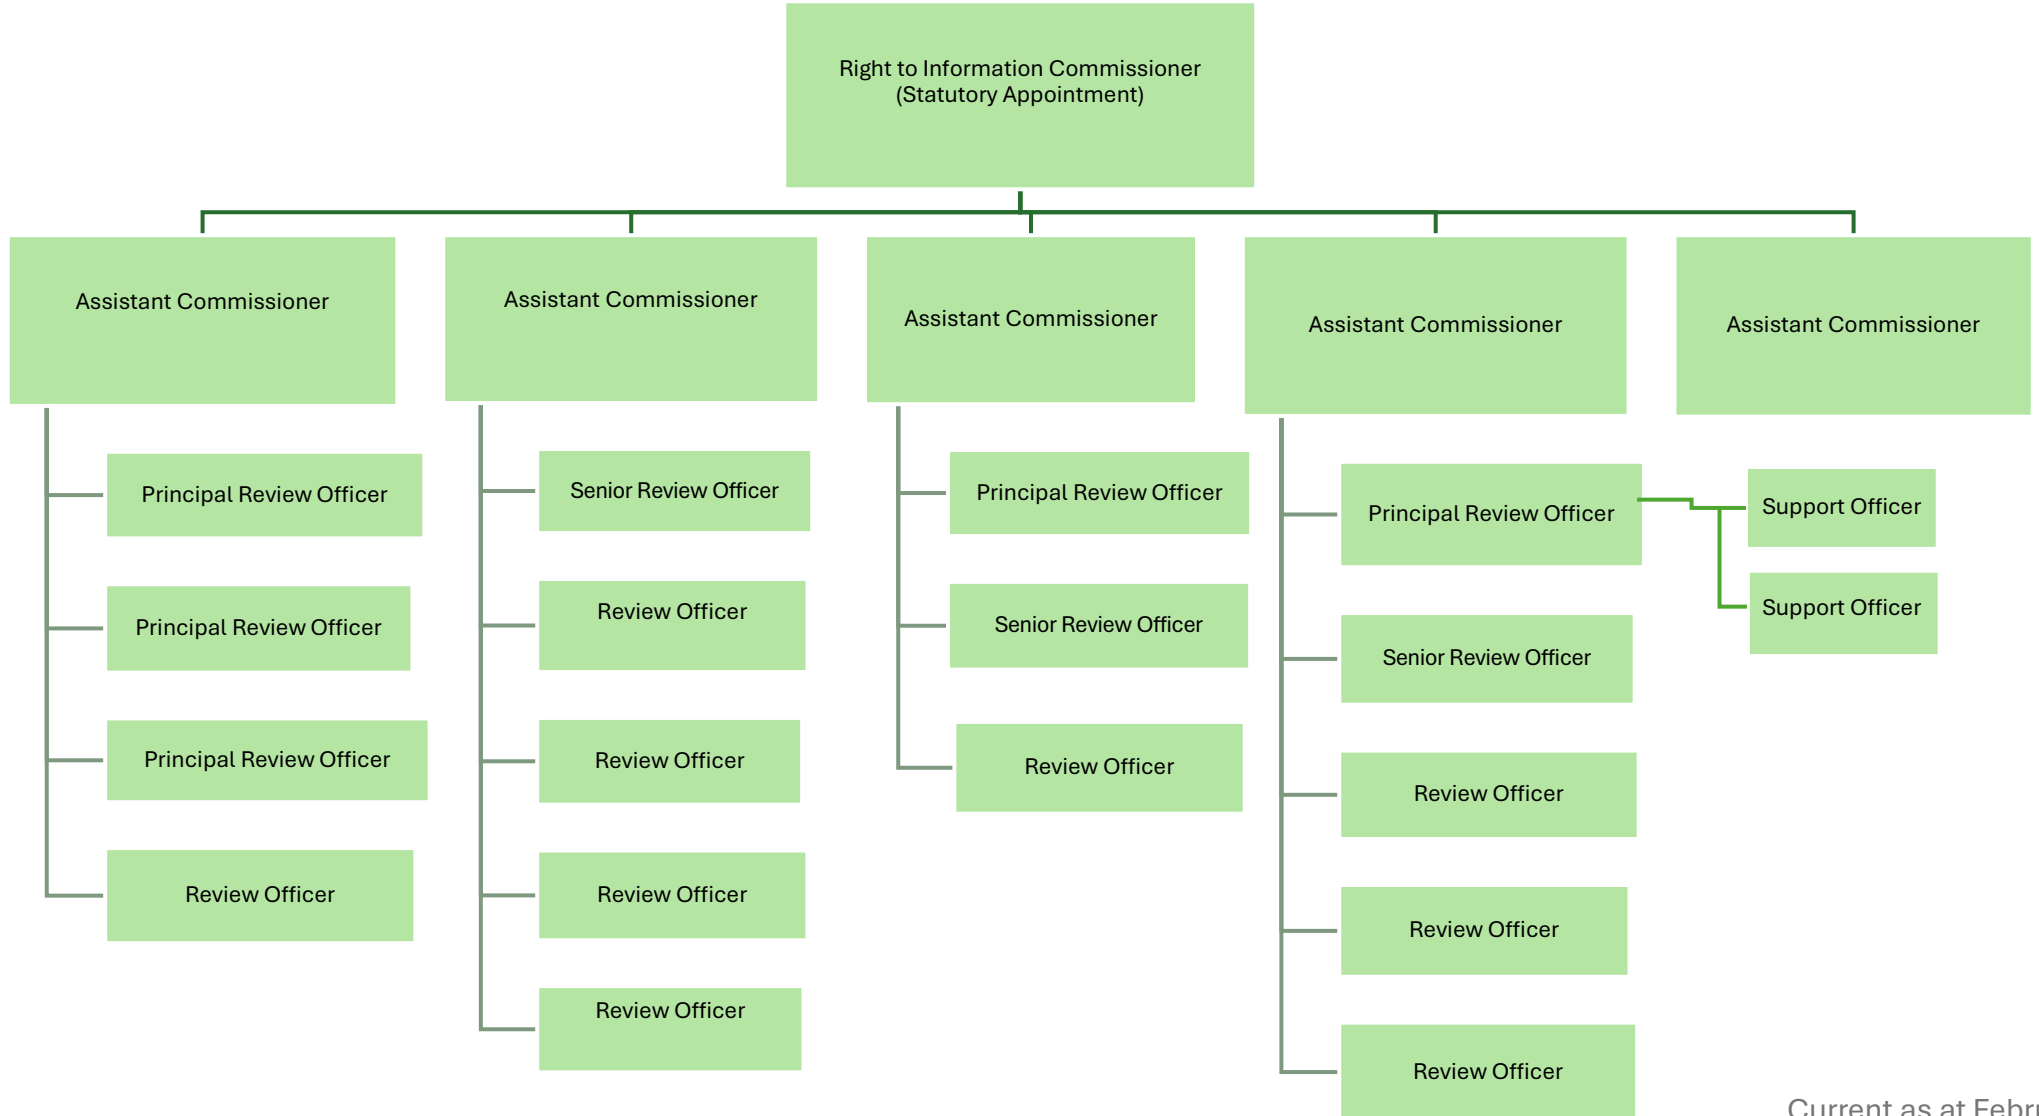 Right to Information Commissioner
(Statutory Appointment)
Assistant Commissioner
Assistant Commissioner
Assistant Commissioner
Assistant Commissioner
Assistant Commissioner
Principal Review Officer
Principal Review Officer
Principal Review Officer
Review Officer
Senior Review Officer
Review Officer
Review Officer
Review Officer
Review Officer
Principal Review Officer
Senior Review Officer
Review Officer
Principal Review Officer
Support Officer
Support Officer
Senior Review Officer
Review Officer
Review Officer
Review Officer
Current as at